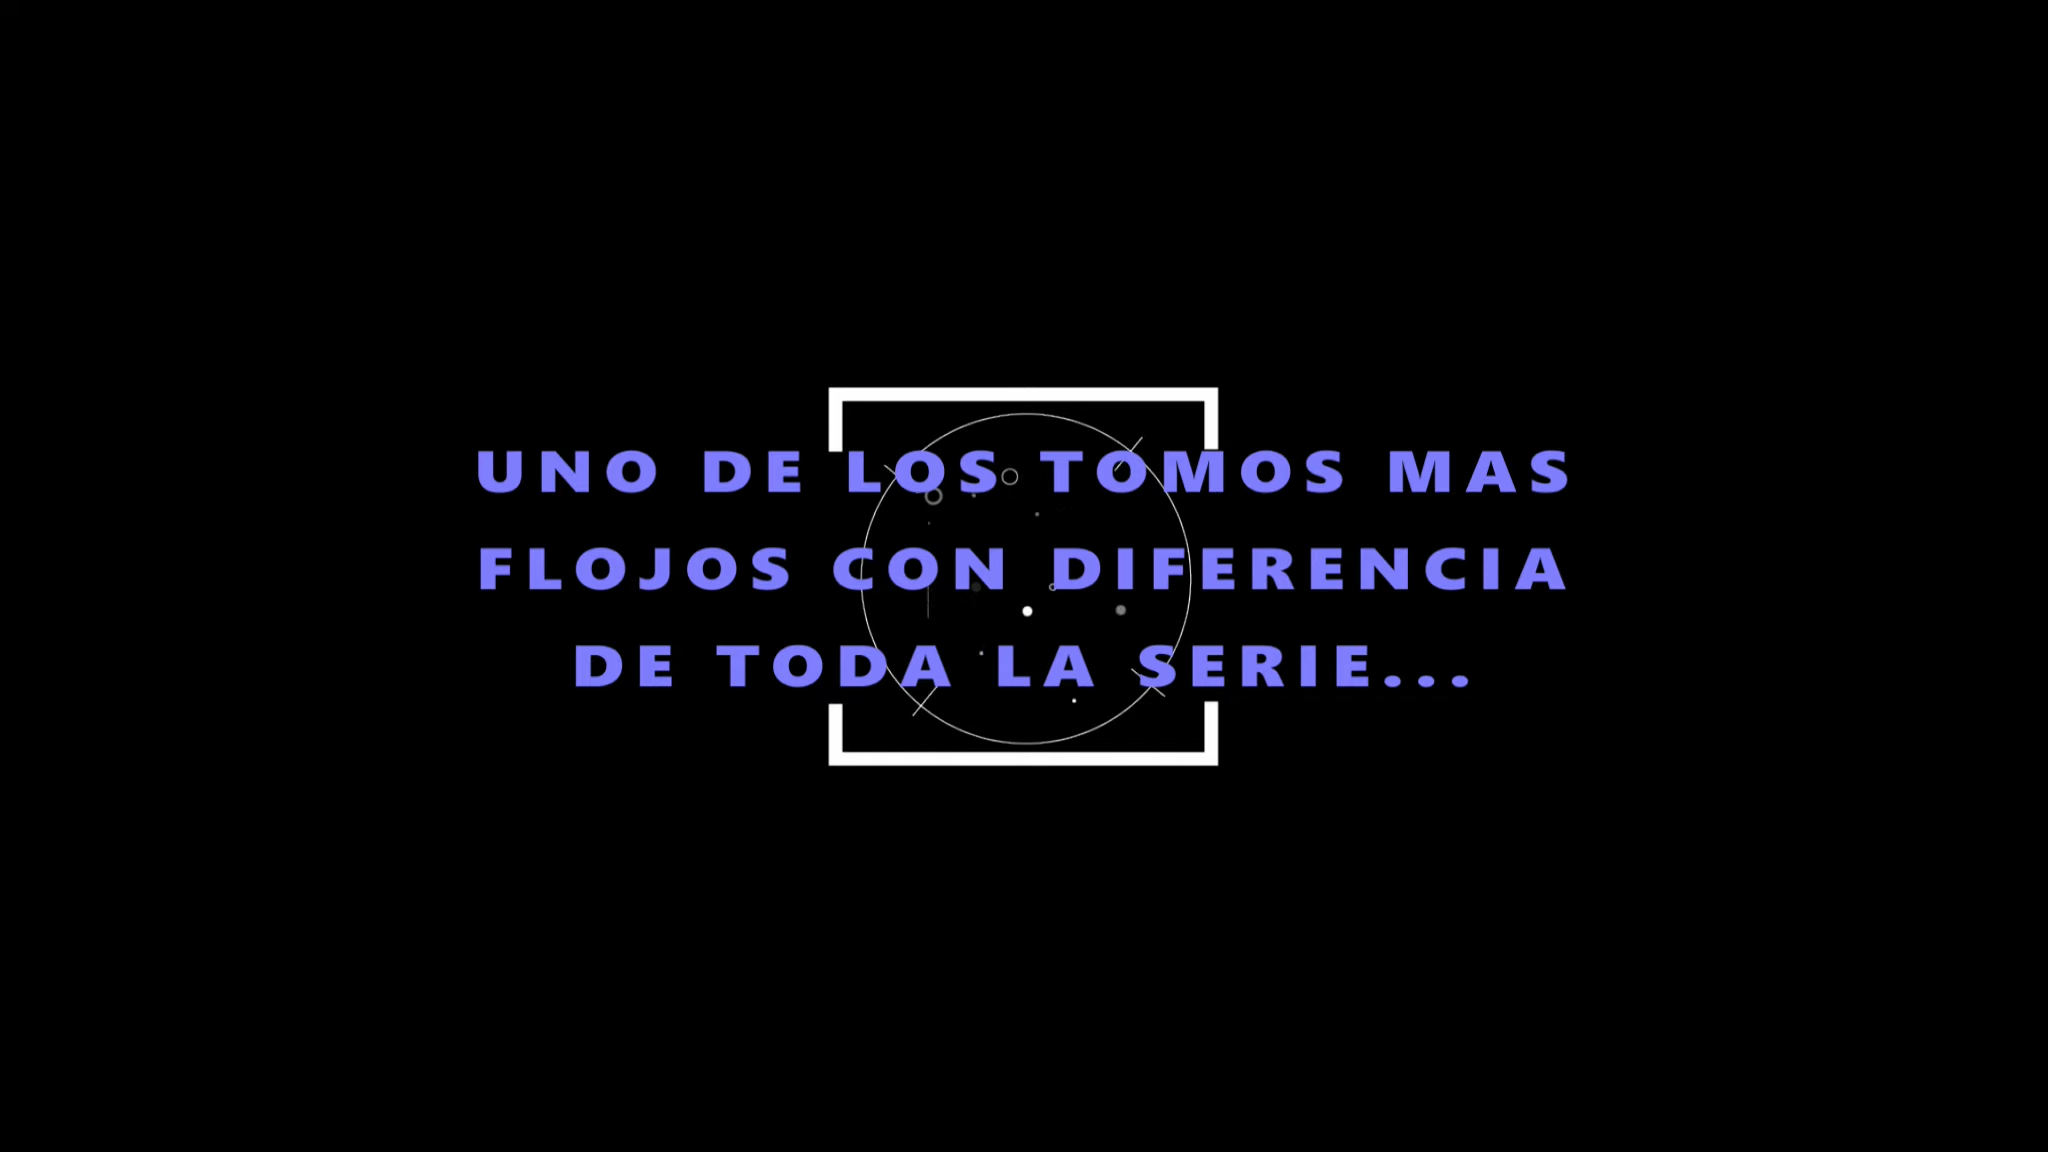 UNO DE LOS TOMOS MAS
FLOJOS CON DIFERENCIA
DE TODA LA SERIE...